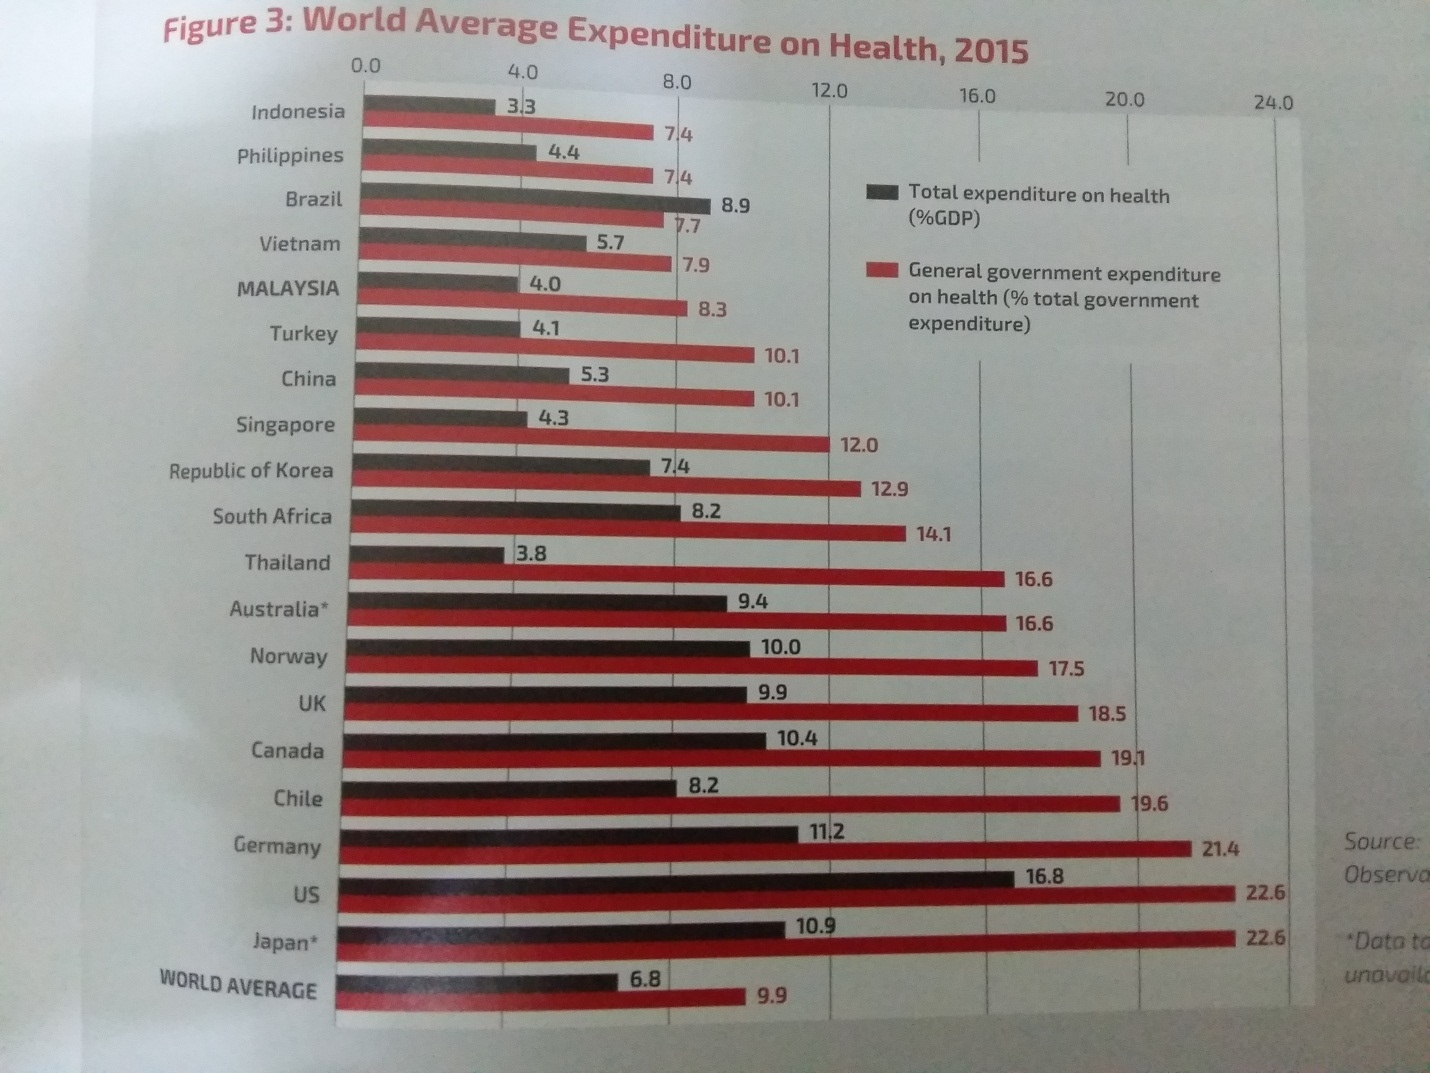 Figure 3: World Average Expenditure on Health, 2015
0.0 4.0 8.0 12.0 16.0 20.0 24.0
Indonesia 3.3
7.4
Philippines 4.4
7.4
Brazil 8.9
7.7
Vietnam 5.7
7.9
MALAYSIA 4.0
8.3
Turkey 4.1
10.1
China 5.3
10.1
Singapore 4.3
12.0
Republic of Korea 7.4
12.9
South Africa 8.2
14.1
Thailand 3.8
16.6
Australia* 9.4
16.6
Norway 10.0
17.5
UK 9.9
18.5
Canada 10.4
19.1
Chile 8.2
19.6
Germany 11.2
21.4
US 16.8
22.6
Japan* 10.9
22.6
WORLD AVERAGE 6.8
9.9
Total expenditure on health
(%GDP)
General government expenditure
on health (% total government
expenditure)
Source:
*Data